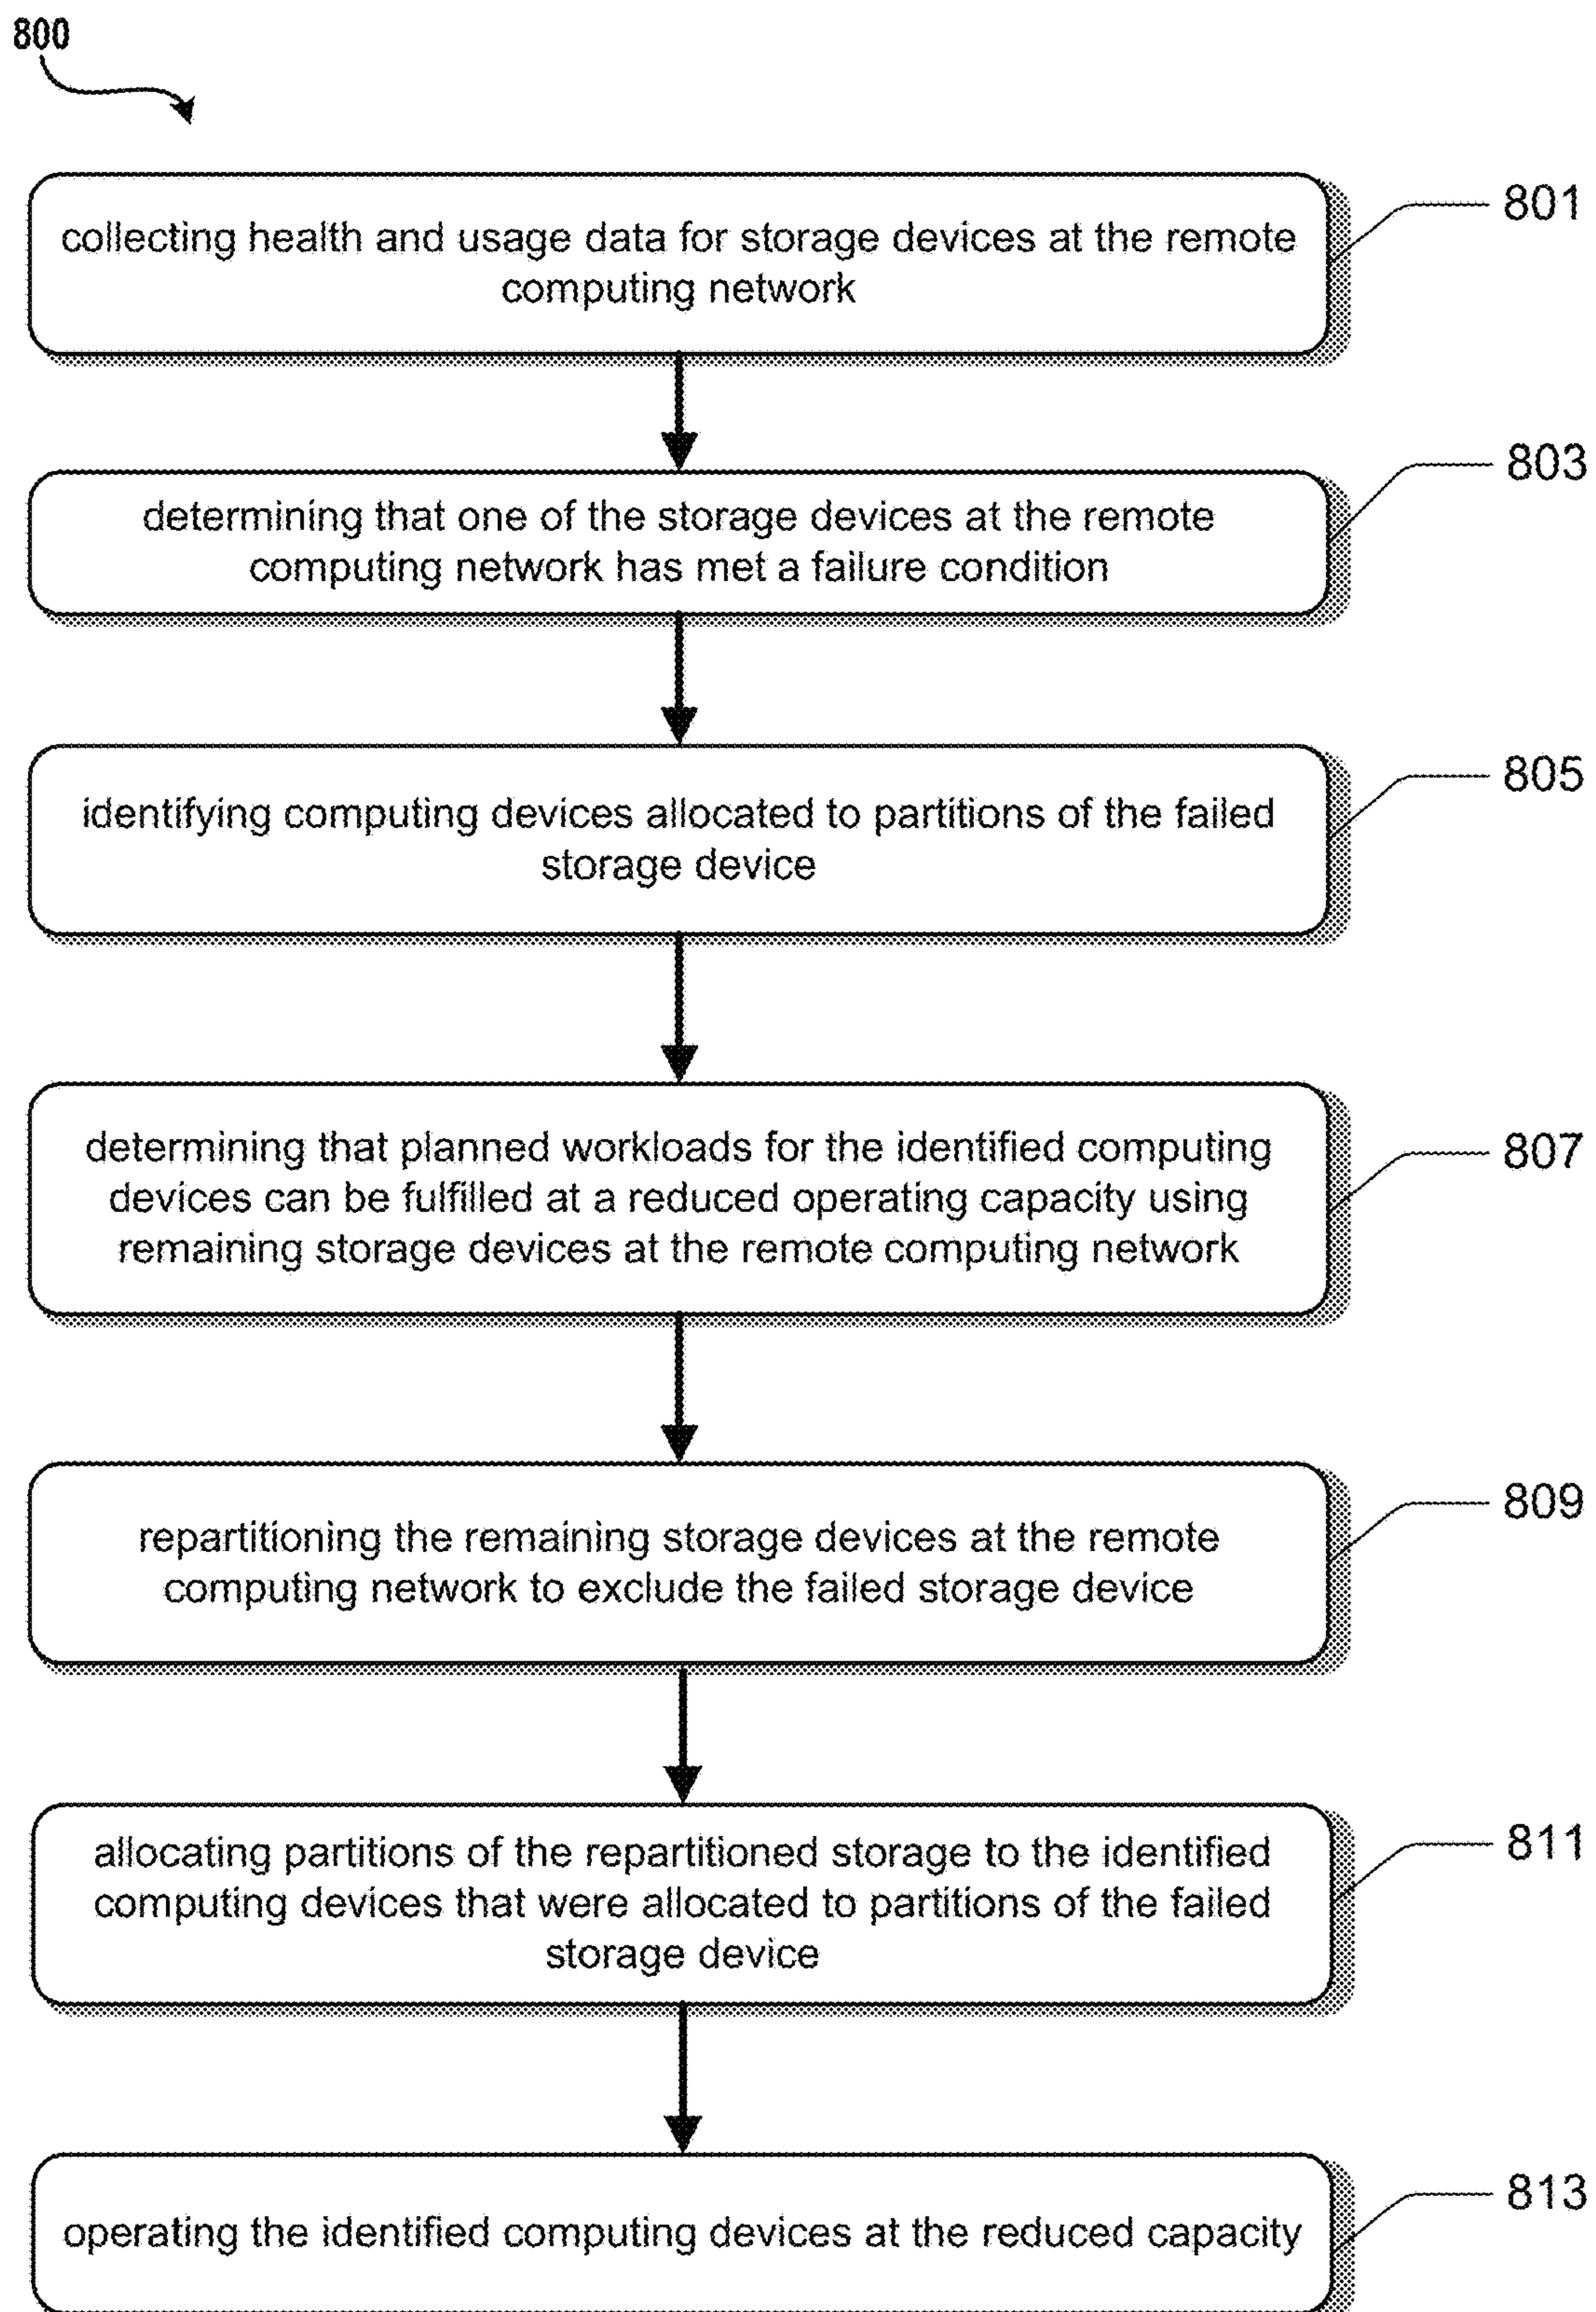 800
collecting health and usage data for storage devices at the remote
computing network
801
determining that one of the storage devices at the remote
computing network has met a failure condition
803
identifying computing devices allocated to partitions of the failed
storage device
805
determining that planned workloads for the identified computing
devices can be fulfilled at a reduced operating capacity using
remaining storage devices at the remote computing network
807
repartitioning the remaining storage devices at the remote
computing network to exclude the failed storage device
809
allocating partitions of the repartitioned storage to the identified
computing devices that were allocated to partitions of the failed
storage device
811
operating the identified computing devices at the reduced capacity
813